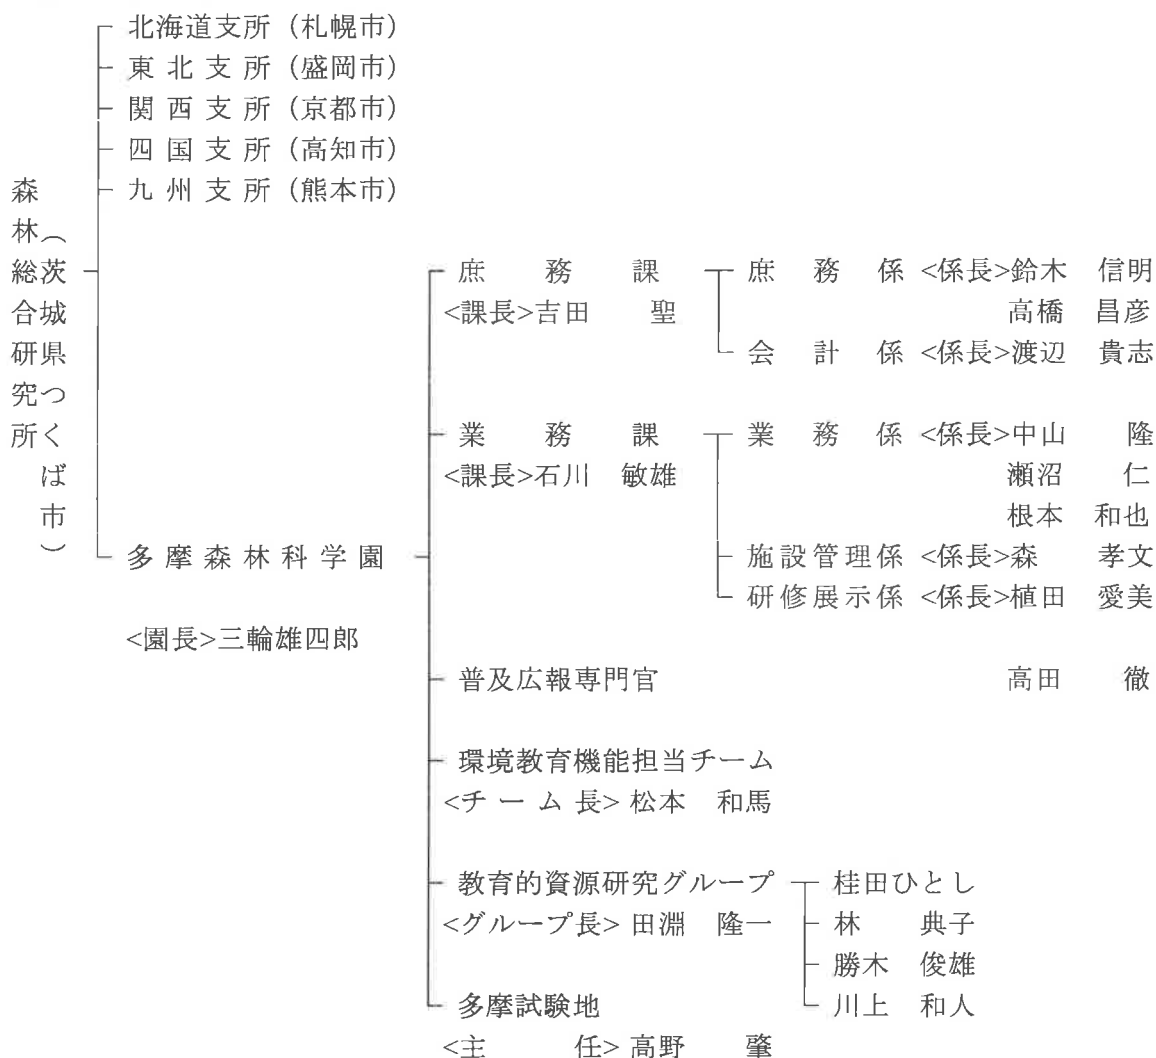 森林総合研究所
（茨城県つくば市）
北海道支所（札幌市）
東北支所（盛岡市）
関西支所（京都市）
四国支所（高知市）
九州支所（熊本市）
多摩森林科学園
<園長>三輪雄四郎
庶務課
<課長>吉田 聖
庶務係 <係長>鈴木 信明
高橋 昌彦
会計係 <係長>渡辺 貴志
業務課
<課長>石川 敏雄
業務係 <係長>中山 隆
瀬沼 仁
根本 和也
施設管理係 <係長>森 孝文
研修展示係 <係長>植田 愛美
普及広報専門官 高田 徹
環境教育機能担当チーム
<チーム長>松本 和馬
教育的資源研究グループ
<グループ長>田淵 隆一
桂田ひとし
林 典子
勝木 俊雄
川上 和人
多摩試験地
<主任>高野 肇